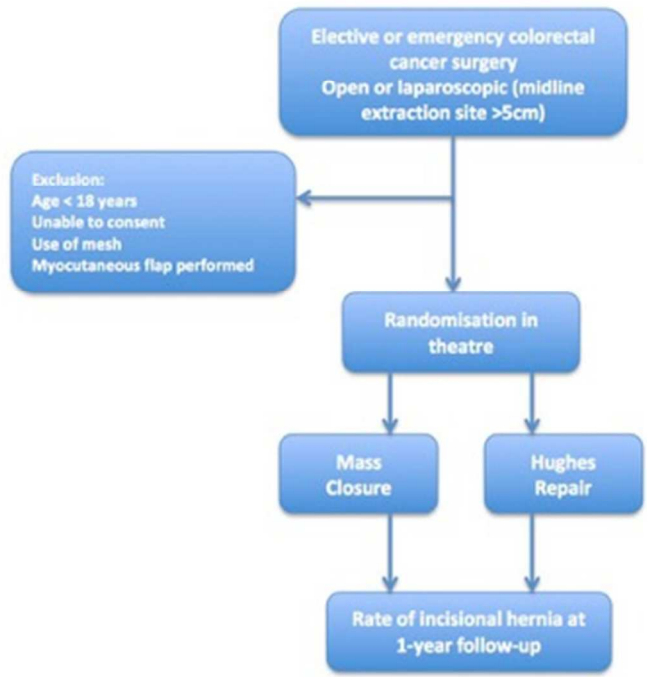 Elective or emergency colorectal
cancer surgery
Open or laparoscopic (midline
extraction site >5cm)
Exclusion:
Age < 18 years
Unable to consent
Use of mesh
Myocutaneous flap performed
Randomisation in
theatre
Mass
Closure
Hughes
Repair
Rate of incisional hernia at
1-year follow-up